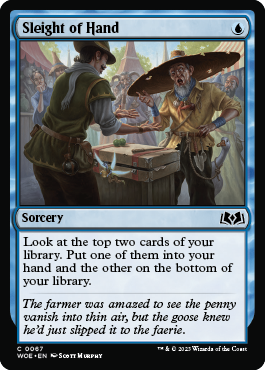 Sleight of Hand
Sorcery
Look at the top two cards of your
library. Put one of them into your
hand and the other on the bottom of
your library.
The farmer was amazed to see the penny
vanish into thin air, but the goose knew
he'd just slipped it to the faerie.
C 0067
WOE • EN Scott Murphy
™ & © 2023 Wizards of the Coast